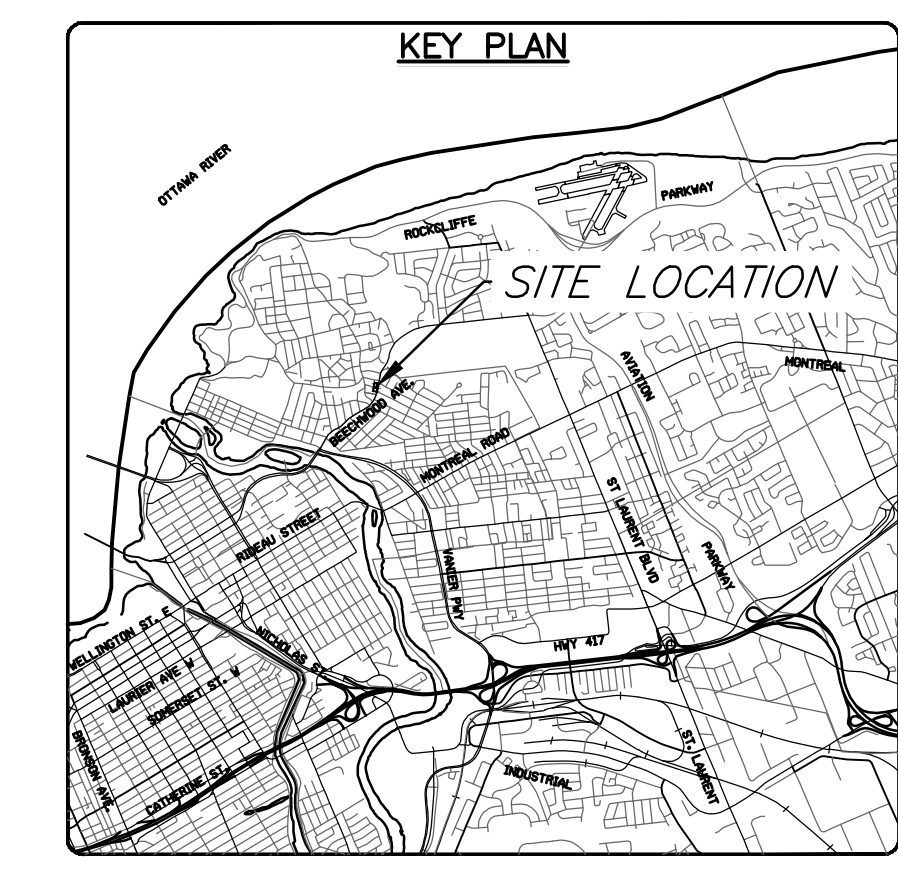 KEY PLAN
OTTAWA RIVER
PARKWAY
ROCKCLIFFE
SITE LOCATION
AVIATION
MONTREAL
BEECHWOOD AVE.
MONTREAL ROAD
ST LAURENT BLVD
RIDEAU STREET
PARKWAY
VANIER PWY
WELLINGTON ST. E
NICHOLAS ST.
HWY 417
LAURIER AVE W
SOMERSET ST. W
BRONSON AVE.
ST. LAURENT
CATHERINE ST.
INDUSTRIAL